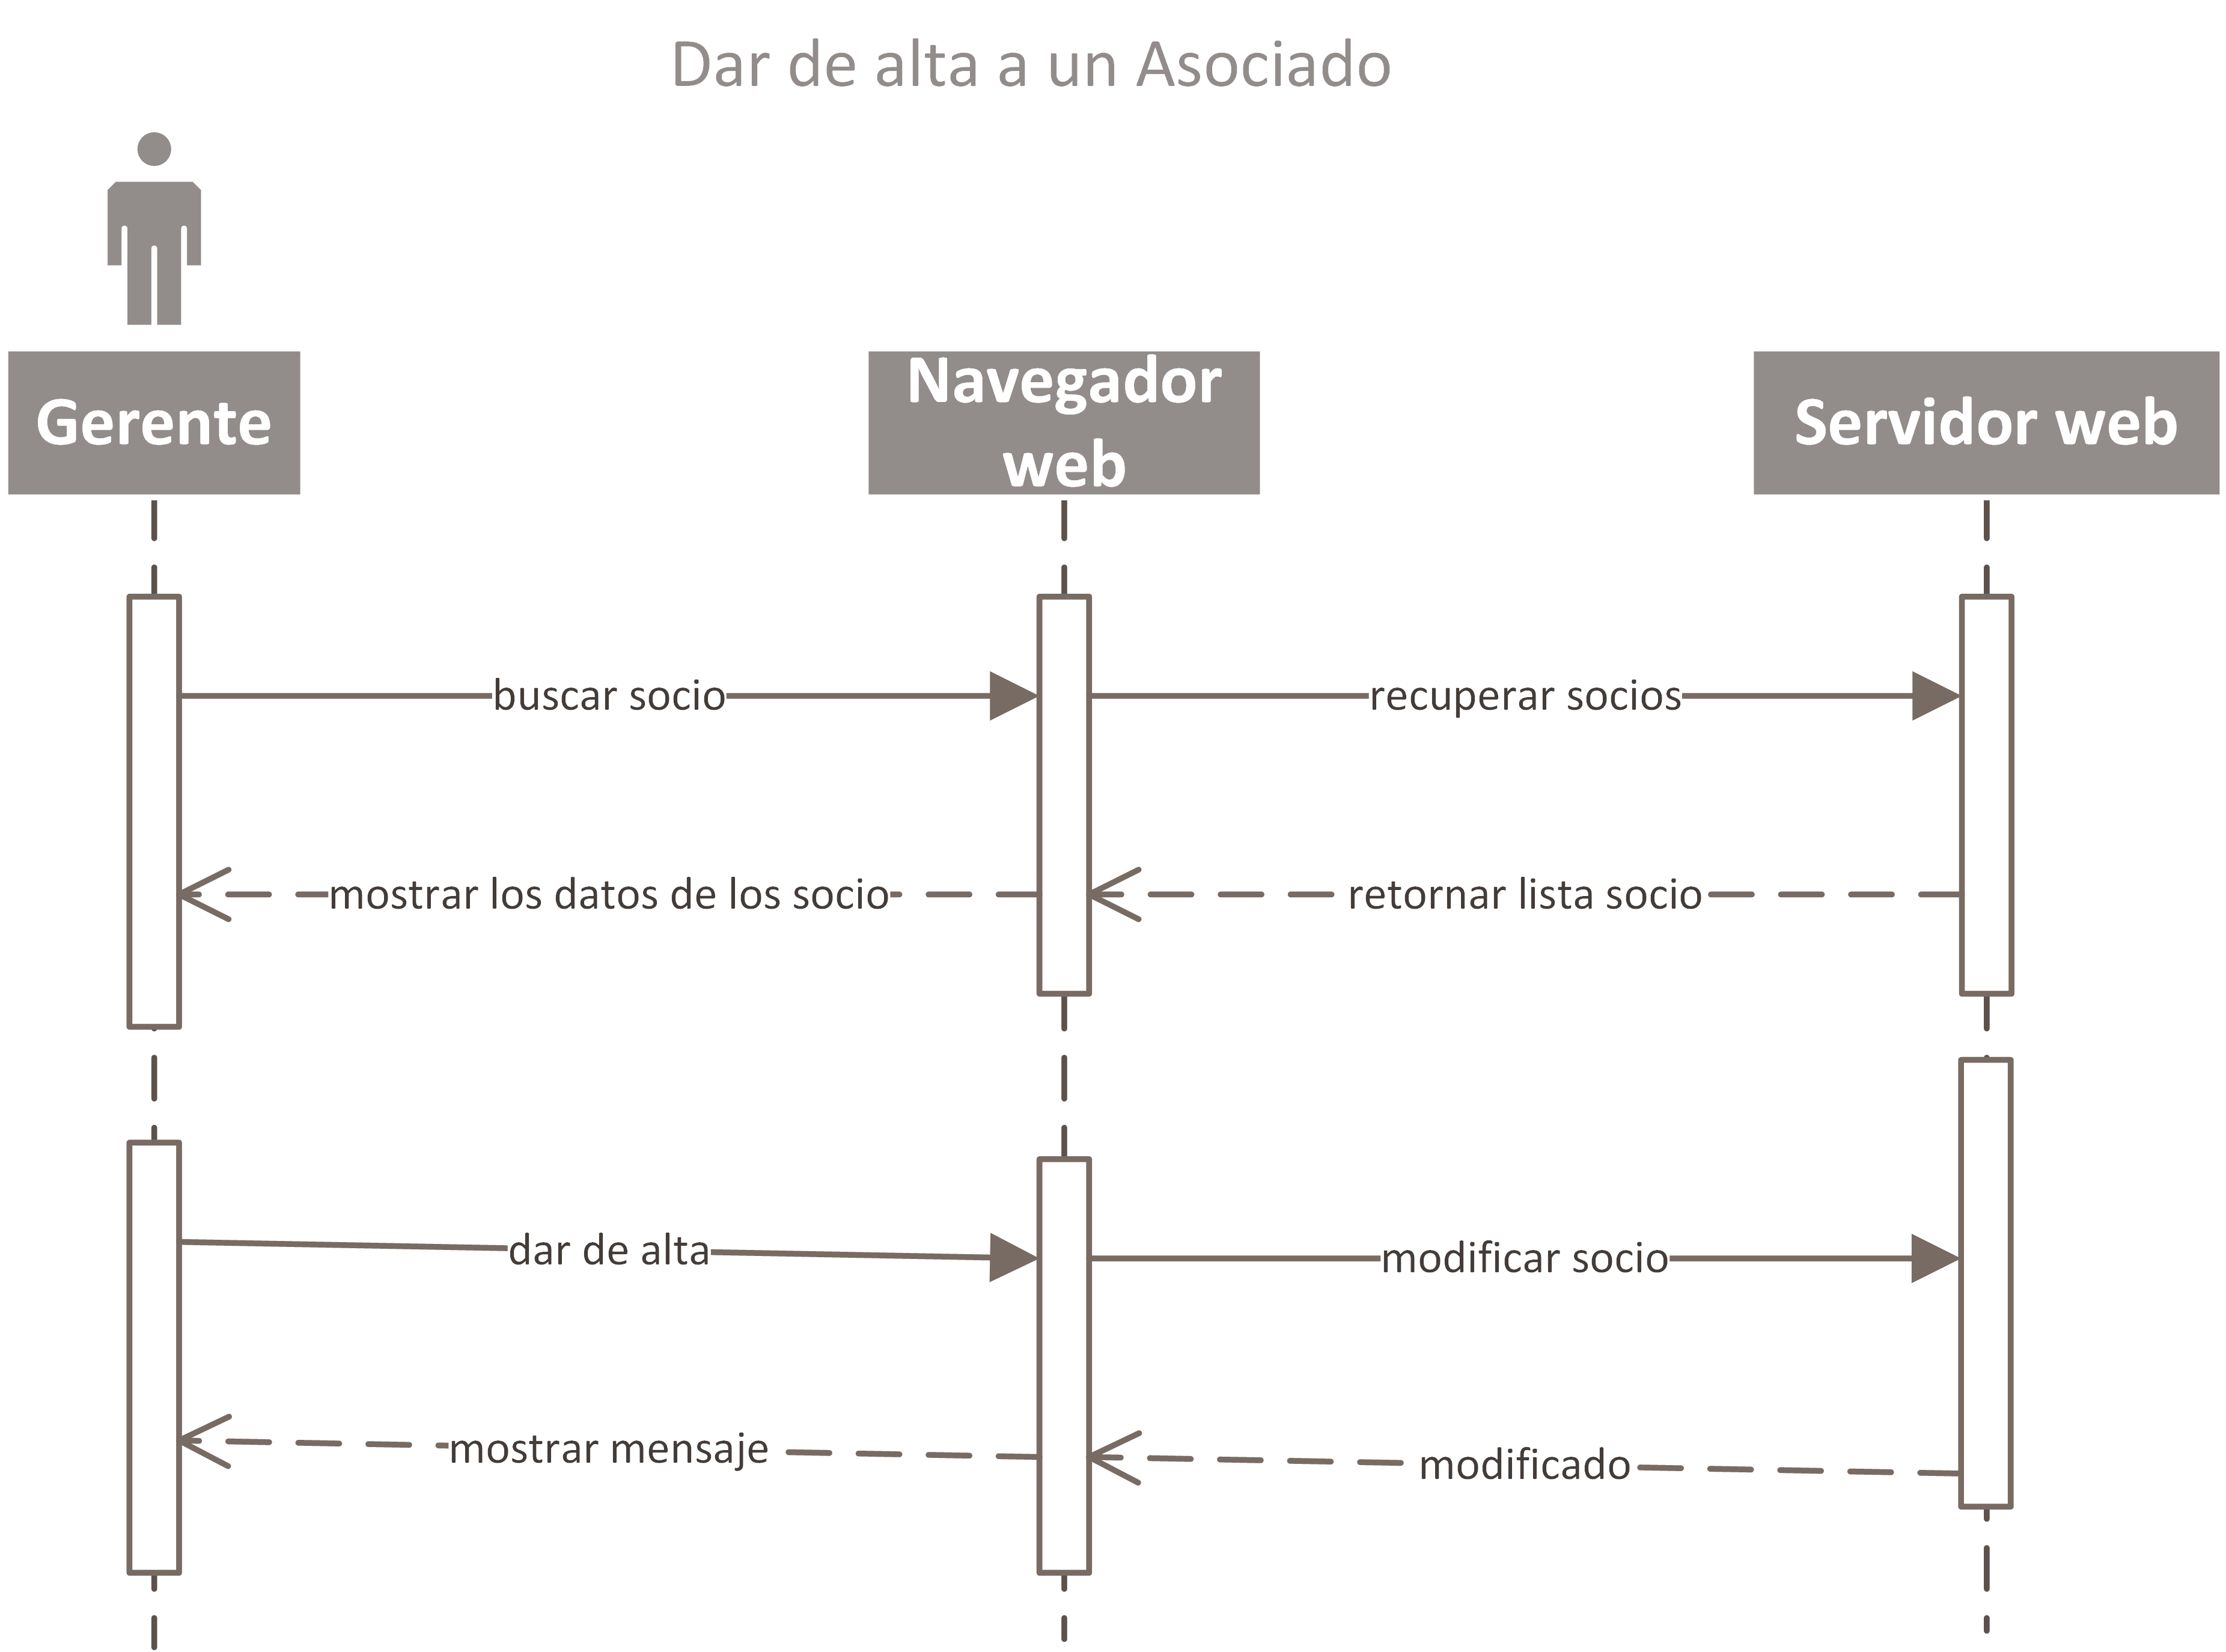 Dar de alta a un Asociado
Gerente
Navegador
web
Servidor web
buscar socio
recuperar socios
mostrar los datos de los socio
retornar lista socio
dar de alta
modificar socio
mostrar mensaje
modificado